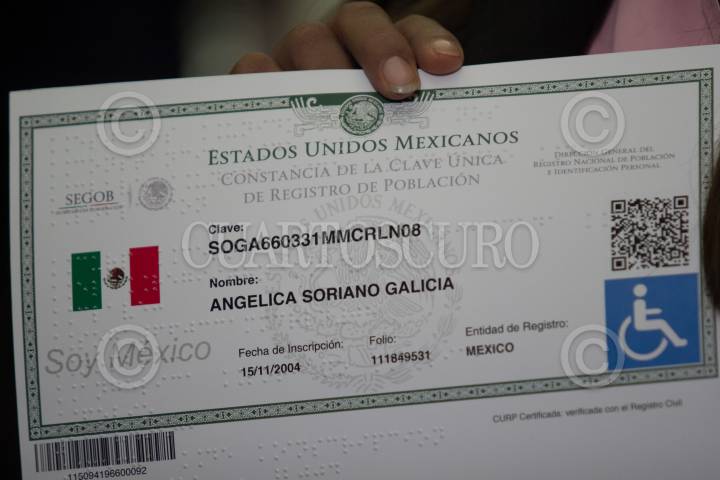 ESTADOS UNIDOS MEXICANOS
CONSTANCIA DE LA CLAVE ÚNICA
DE REGISTRO DE POBLACIÓN
DIRECCIÓN GENERAL DEL
REGISTRO NACIONAL DE POBLACIÓN
E IDENTIFICACIÓN PERSONAL
SEGOB
Clave:
SOGA660331MMCRLN08
CUARTOSCURO
Nombre:
ANGELICA SORIANO GALICIA
Soy México
Fecha de Inscripción:
15/11/2004
Folio:
111849531
Entidad de Registro:
MEXICO
CURP Certificada: verificada con el Registro Civil
115094196600092